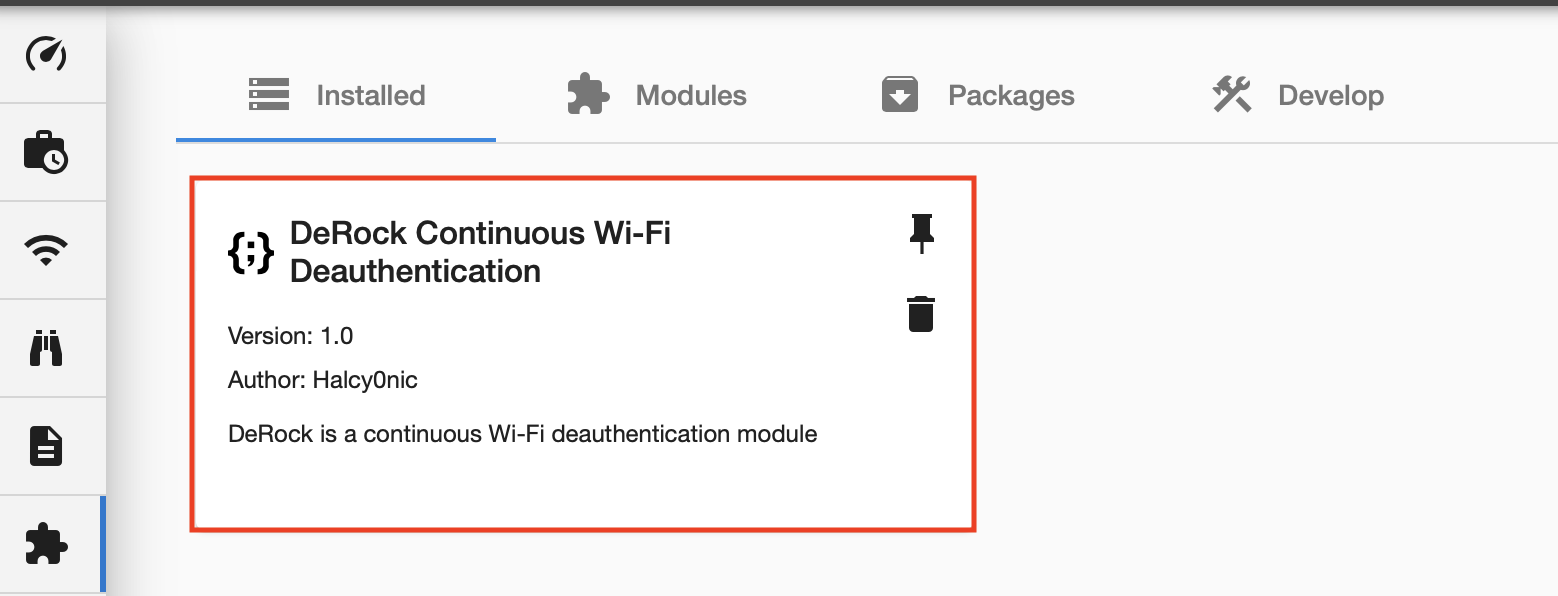 Installed Modules Packages Develop
DeRock Continuous Wi-Fi
Deauthentication
Version: 1.0
Author: Halcy0nic
DeRock is a continuous Wi-Fi deauthentication module